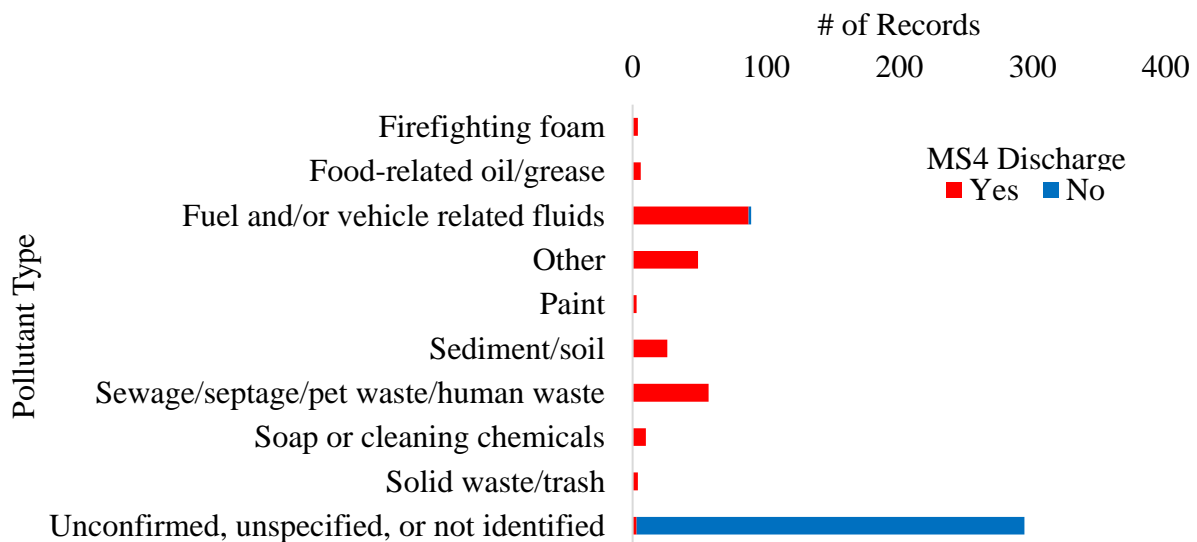 # of Records
0 100 200 300 400
Firefighting foam
Food-related oil/grease
Fuel and/or vehicle related fluids
Other
Paint
Sediment/soil
Sewage/septage/pet waste/human waste
Soap or cleaning chemicals
Solid waste/trash
Unconfirmed, unspecified, or not identified
Pollutant Type
MS4 Discharge
Yes No